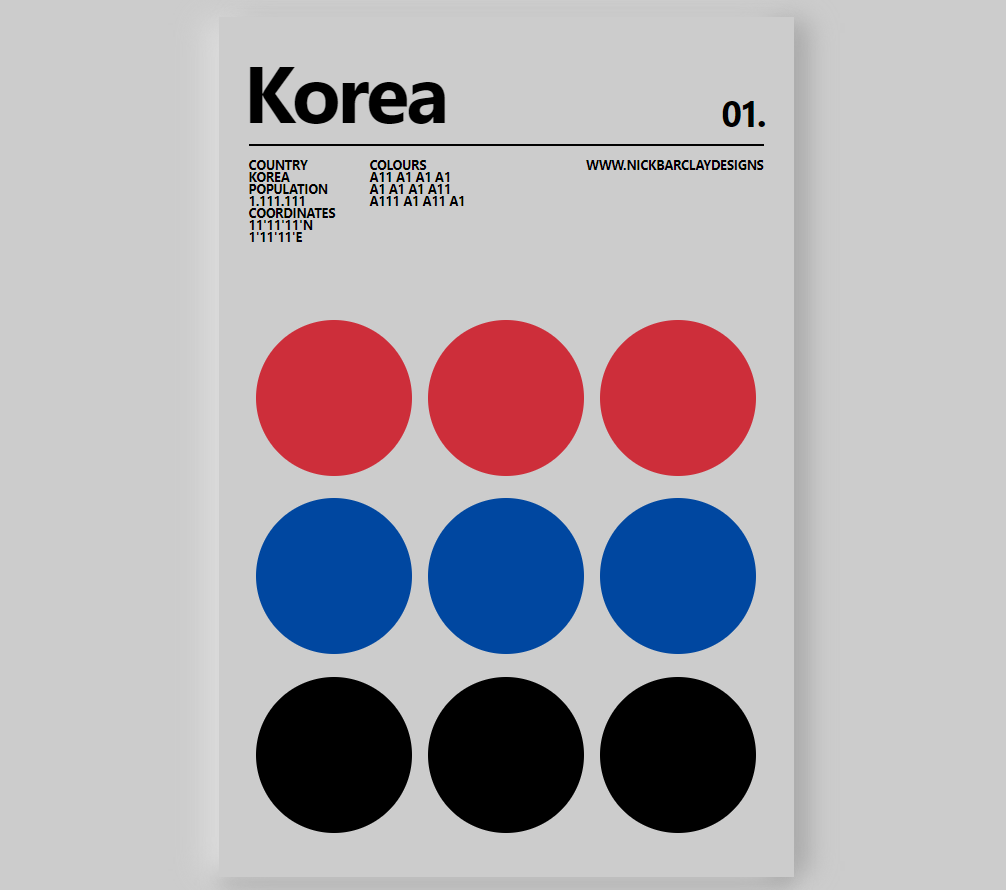 Korea
01.
COUNTRY
KOREA
POPULATION
1.111.111
COORDINATES
11'11'11'N
1'11'11'E
COLOURS
A11 A1 A1 A1
A1 A1 A1 A11
A111 A1 A11 A1
WWW.NICKBARCLAYDESIGNS